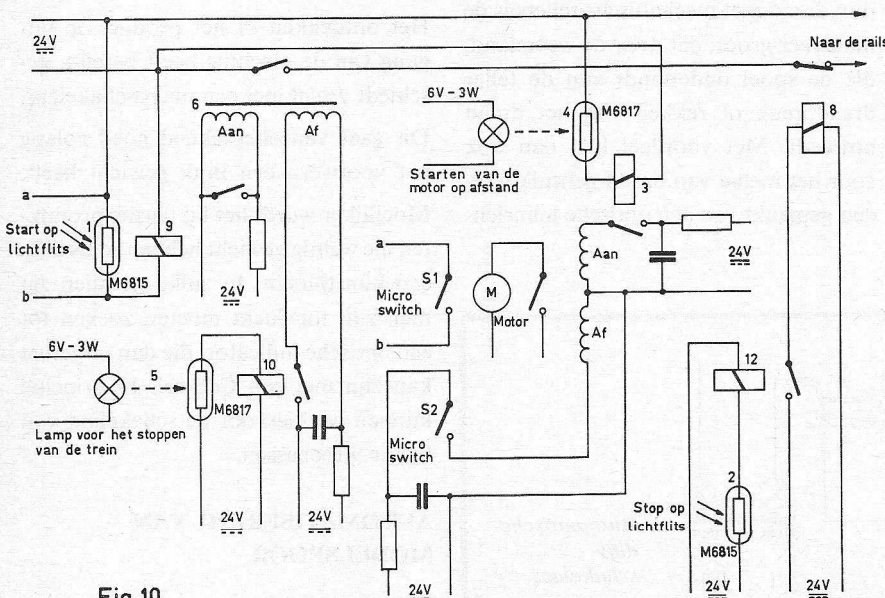 24V
Naar de rails
6
Aan
Af
6V-3W
4
M6817
8
Starten van de
motor op afstand
3
a
1
9
Start op
lichtflits
M6815
b
24V
a
S1
Micro
switch
b
M
Motor
Aan
24V
Af
6V-3W
5
10
M6817
Lamp voor het stoppen
van de trein
S2
Micro
switch
12
2
Stop op
lichtflits
M6815
24V
24V
24V
24V
24V
Fig. 10